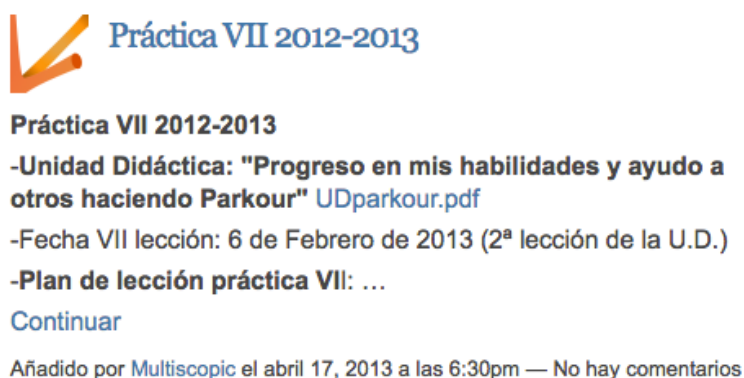 Práctica VII 2012-2013
Práctica VII 2012-2013
-Unidad Didáctica: "Progreso en mis habilidades y ayudo a
otros haciendo Parkour" UDparkour.pdf
-Fecha VII lección: 6 de Febrero de 2013 (2ª lección de la U.D.)
-Plan de lección práctica VII: …
Continuar
Añadido por Multiscopic el abril 17, 2013 a las 6:30pm — No hay comentarios